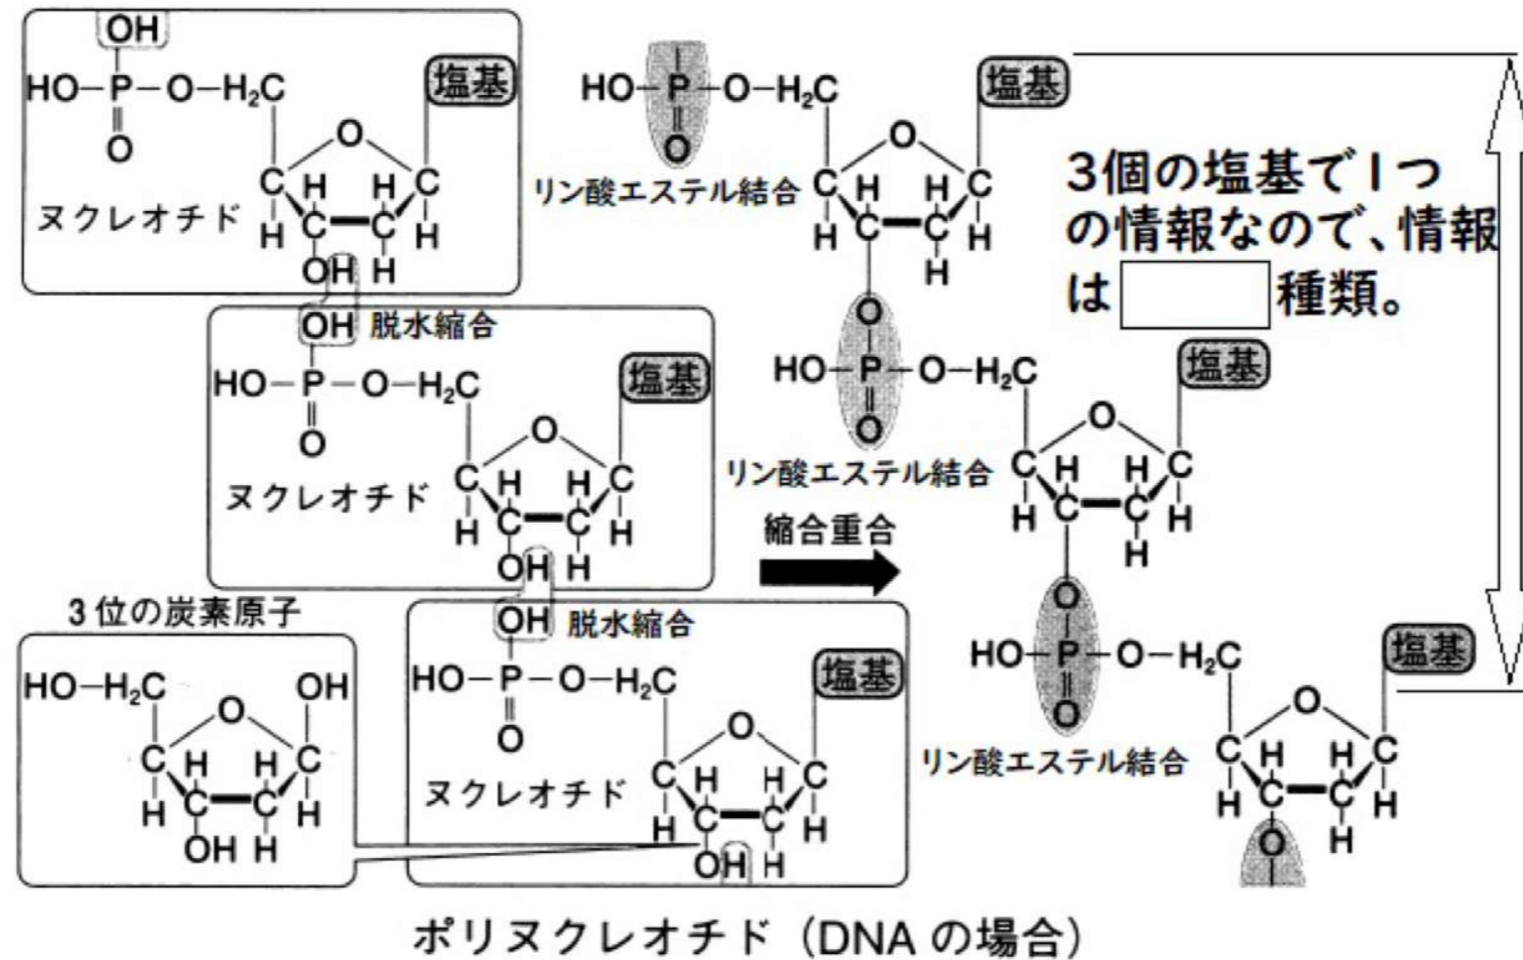 OH
HO-P-O-H₂C
塩基
O
O
C H H C
ヌクレオチド
H C C H
OH H
OH 脱水縮合
HO-P-O-H₂C
塩基
O
O
C H H C
ヌクレオチド
H C C H
OH H
OH 脱水縮合
HO-P-O-H₂C
塩基
O
O
C H H C
ヌクレオチド
H C C H
OH H
3位の炭素原子
HO-H₂C
OH
O
C H H C
H C C H
OH H
縮合重合
HO-P-O-H₂C
塩基
O
O
リン酸エステル結合
C H H C
H C C H
H
O
HO-P-O-H₂C
塩基
O
O
リン酸エステル結合
C H H C
H C C H
H
O
HO-P-O-H₂C
塩基
O
O
リン酸エステル結合
C H H C
H C C H
O H
3個の塩基で1つ
の情報なので、情報
は 種類。
ポリヌクレオチド(DNA の場合)